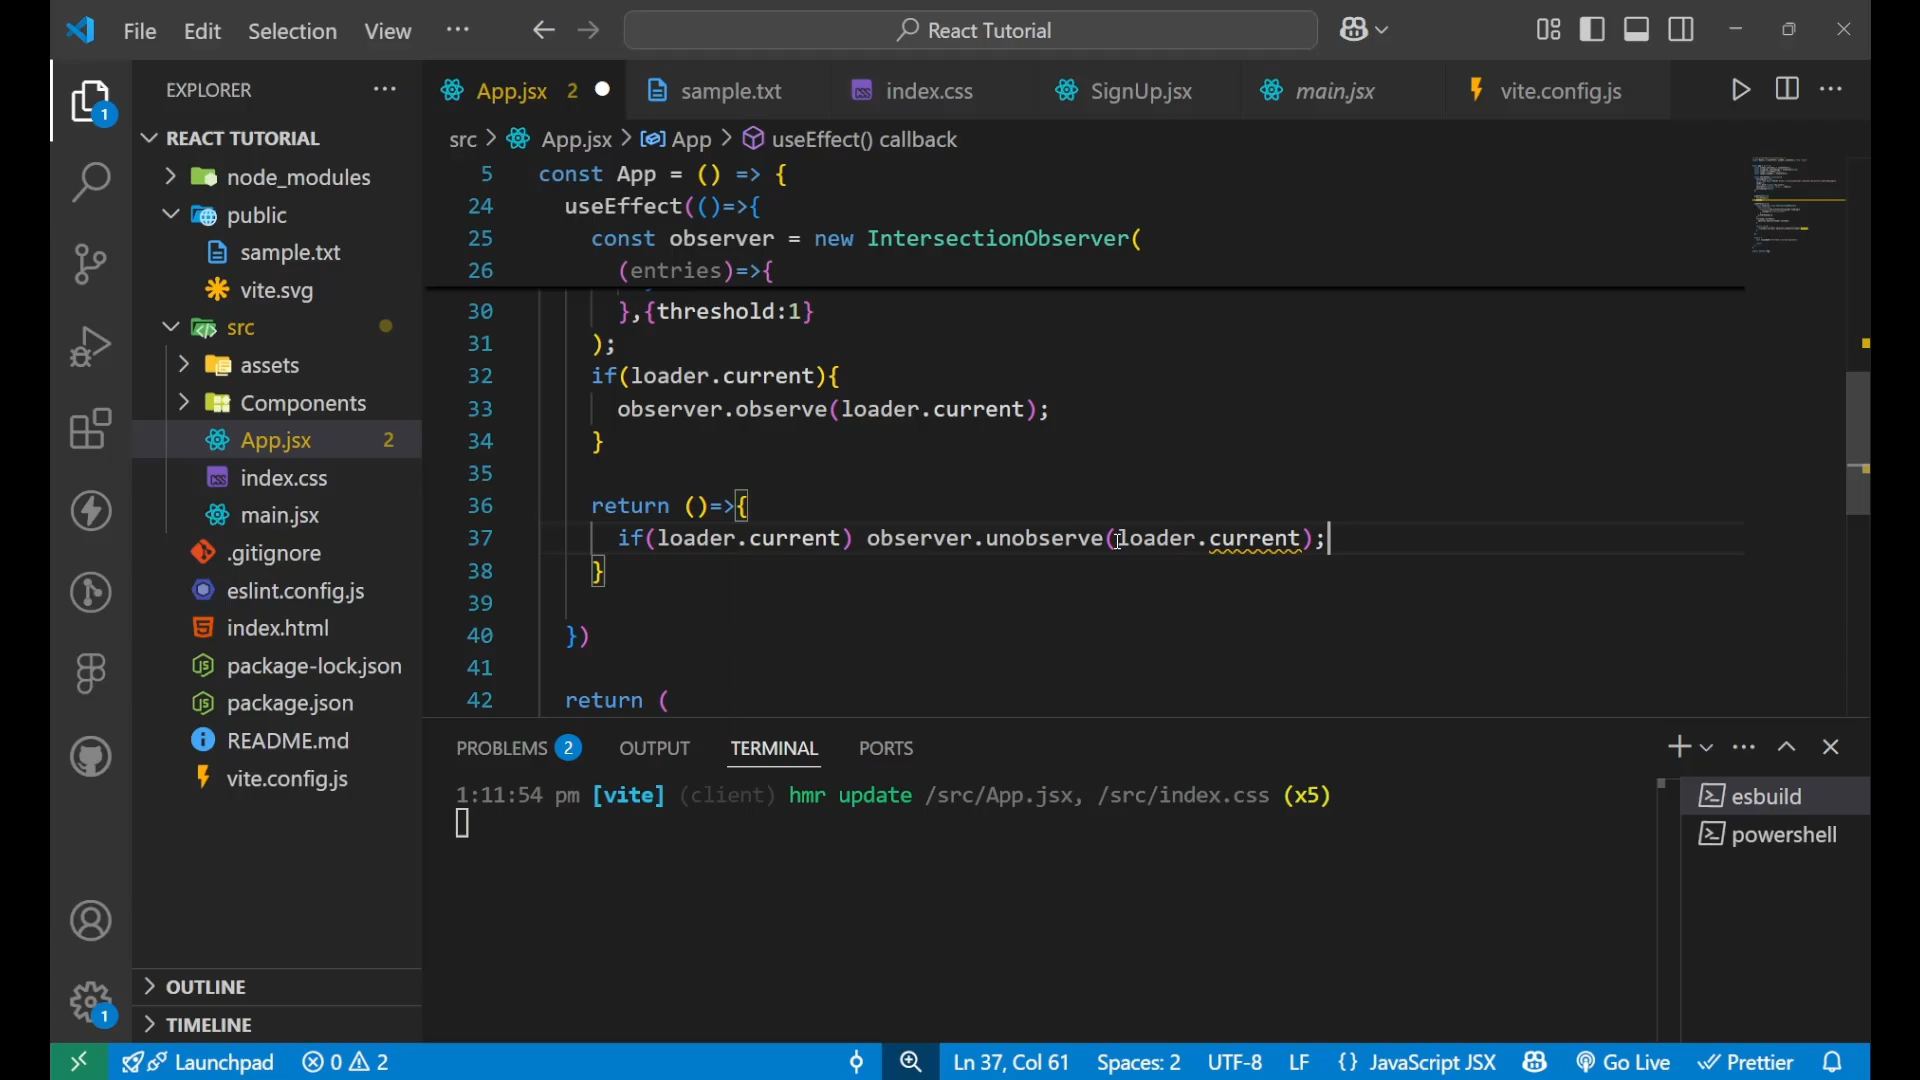 File Edit Selection View ··· React Tutorial
EXPLORER ···
App.jsx 2 sample.txt index.css SignUp.jsx main.jsx vite.config.js ···
REACT TUTORIAL
node_modules
public
sample.txt
vite.svg
src
assets
Components
App.jsx 2
index.css
main.jsx
.gitignore
eslint.config.js
index.html
package-lock.json
package.json
README.md
vite.config.js
OUTLINE
TIMELINE
1
1
src > App.jsx > App > useEffect() callback
5 const App = () => {
24 useEffect(()=>{
25 const observer = new IntersectionObserver(
26 (entries)=>{
30 },{threshold:1}
31 );
32 if(loader.current){
33 observer.observe(loader.current);
34 }
35
36 return ()=>{
37 if(loader.current) observer.unobserve(loader.current);
38 }
39
40 })
41
42 return (
PROBLEMS 2 OUTPUT TERMINAL PORTS
1:11:54 pm [vite] (client) hmr update /src/App.jsx, /src/index.css (x5)
esbuild
powershell
Launchpad 0 2 Ln 37, Col 61 Spaces: 2 UTF-8 LF {} JavaScript JSX Go Live Prettier